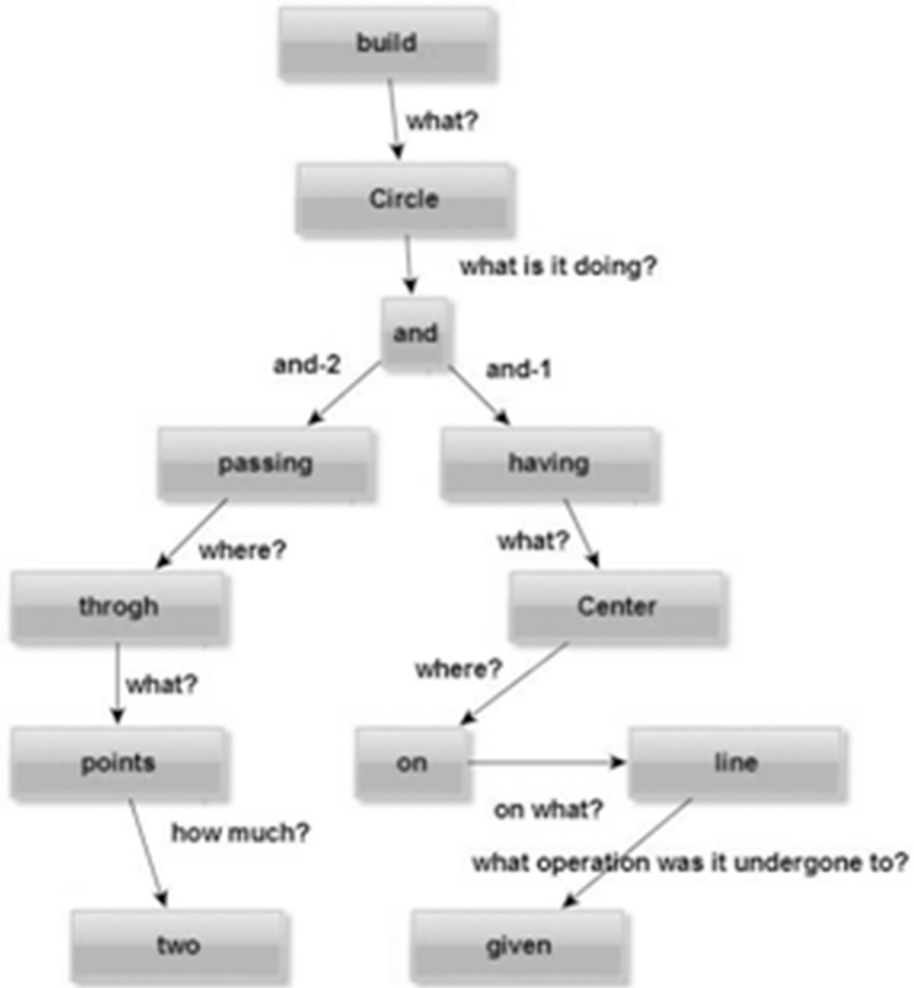 build
what?
Circle
what is it doing?
and
and-2
and-1
passing
having
where?
what?
throgh
Center
what?
where?
points
on
line
on what?
how much?
what operation was it undergone to?
two
given